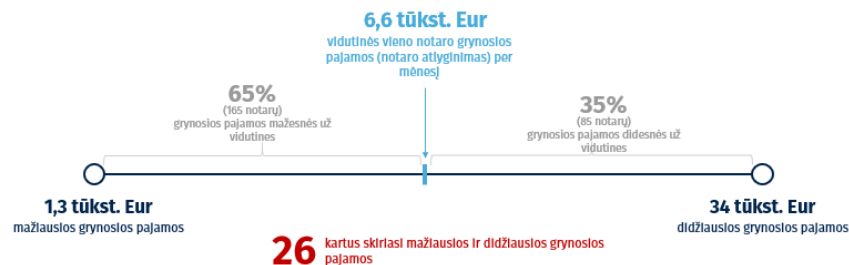 6,6 tūkst. Eur
vidutinės vieno notaro grynosios
pajamos (notaro atlyginimas) per
mėnesį
65%
(165 notarų)
grynosios pajamos mažesnės už
vidutines
35%
(85 notarų)
grynosios pajamos didesnės už
vidutines
1,3 tūkst. Eur
mažiausios grynosios pajamos
34 tūkst. Eur
didžiausios grynosios pajamos
26
kartus skiriasi mažiausios ir didžiausios grynosios
pajamos